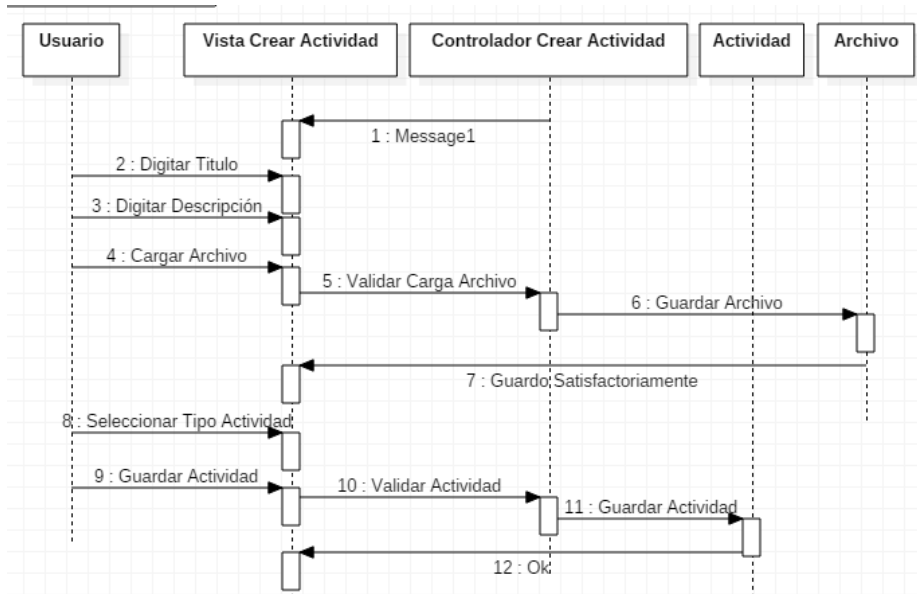 Usuario
Vista Crear Actividad
Controlador Crear Actividad
Actividad
Archivo
1 : Message1
2 : Digitar Titulo
3 : Digitar Descripción
4 : Cargar Archivo
5 : Validar Carga Archivo
6 : Guardar Archivo
7 : Guardo Satisfactoriamente
8 : Seleccionar Tipo Actividad
9 : Guardar Actividad
10 : Validar Actividad
11 : Guardar Actividad
12 : Ok